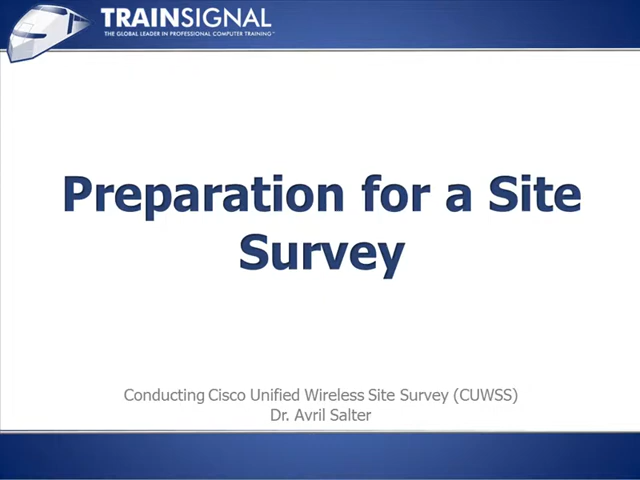 TRAINSIGNAL
THE GLOBAL LEADER IN PROFESSIONAL COMPUTER TRAINING™
Preparation for a Site
Survey
Conducting Cisco Unified Wireless Site Survey (CUWSS)
Dr. Avril Salter